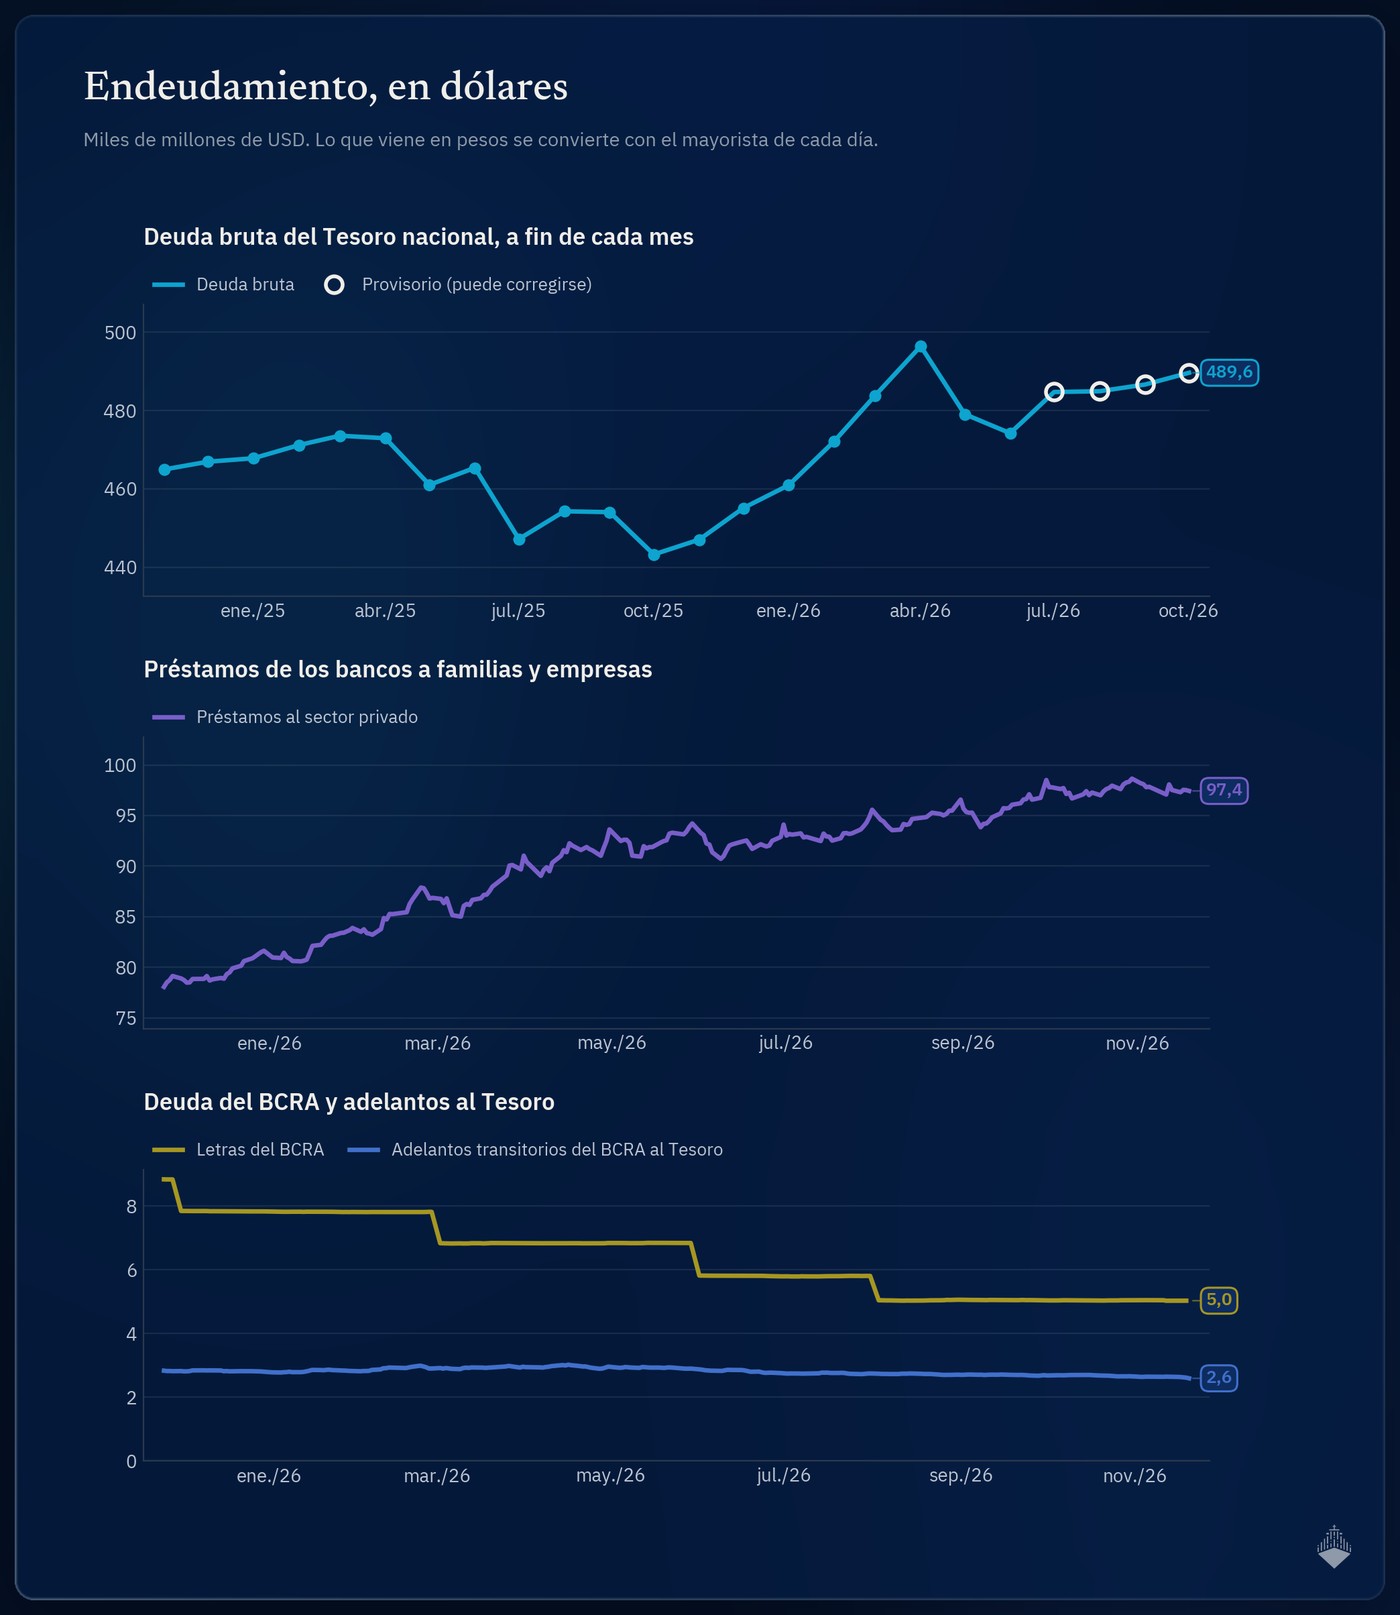 Endeudamiento, en dólares
Miles de millones de USD. Lo que viene en pesos se convierte con el mayorista de cada día.
Deuda bruta del Tesoro nacional, a fin de cada mes
Deuda bruta Provisorio (puede corregirse)
500
489,6
480
460
440
ene./25 abr./25 jul./25 oct./25 ene./26 abr./26 jul./26 oct./26
Préstamos de los bancos a familias y empresas
Préstamos al sector privado
100
97,4
95
90
85
80
75
ene./26 mar./26 may./26 jul./26 sep./26 nov./26
Deuda del BCRA y adelantos al Tesoro
Letras del BCRA Adelantos transitorios del BCRA al Tesoro
8
6
5,0
4
2,6
2
0
ene./26 mar./26 may./26 jul./26 sep./26 nov./26